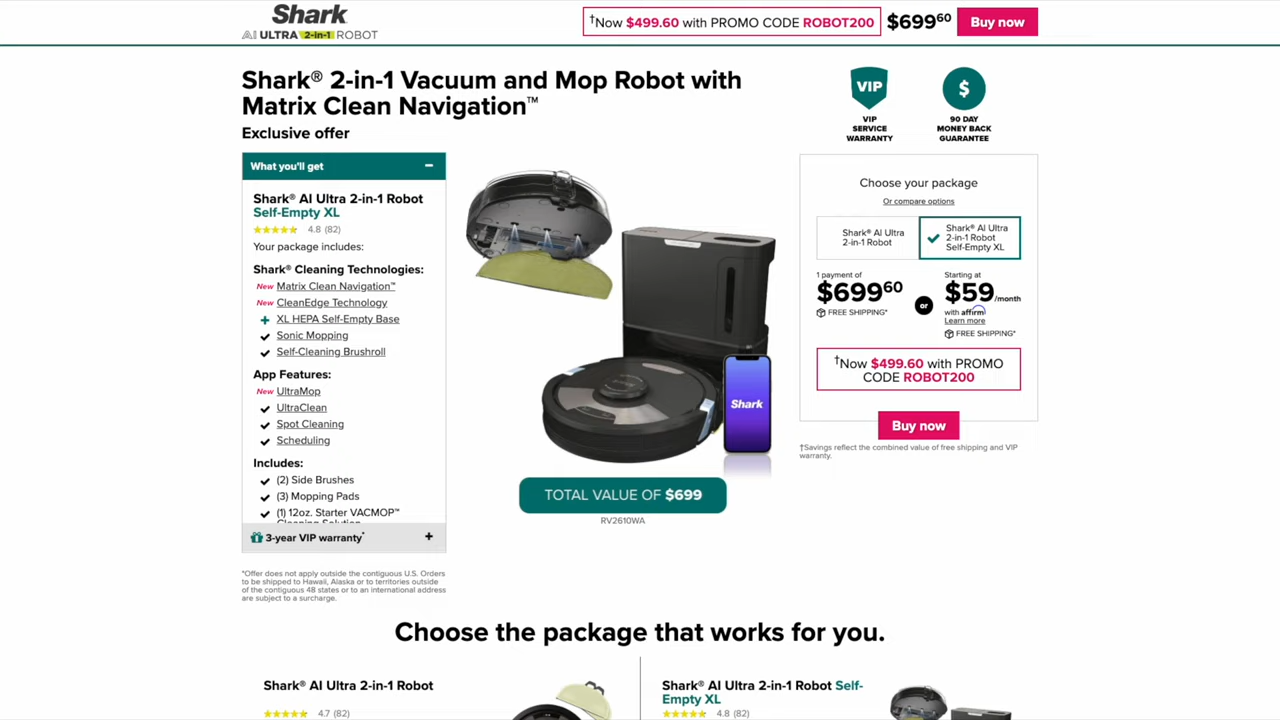 Shark
AI ULTRA 2-in-1 ROBOT
†Now $499.60 with PROMO CODE ROBOT200
$69960
Buy now
Shark® 2-in-1 Vacuum and Mop Robot with
Matrix Clean Navigation™
Exclusive offer
VIP
VIP
SERVICE
WARRANTY
$
90 DAY
MONEY BACK
GUARANTEE
What you'll get
Shark® AI Ultra 2-in-1 Robot
Self-Empty XL
4.8 (82)
Your package includes:
Shark® Cleaning Technologies:
New Matrix Clean Navigation™
New CleanEdge Technology
XL HEPA Self-Empty Base
Sonic Mopping
Self-Cleaning Brushroll
App Features:
New UltraMop
UltraClean
Spot Cleaning
Scheduling
Includes:
(2) Side Brushes
(3) Mopping Pads
(1) 12oz. Starter VACMOP™
Cleaning Solution
3-year VIP warranty*
*Offer does not apply outside the contiguous U.S. Orders
to be shipped to Hawaii, Alaska or to territories outside
of the contiguous 48 states or to an international address
are subject to a surcharge.
Shark
TOTAL VALUE OF $699
RV2610WA
Choose your package
Or compare options
Shark® AI Ultra
2-in-1 Robot
Shark® AI Ultra
2-in-1 Robot
Self-Empty XL
1 payment of
$69960
FREE SHIPPING*
or
Starting at
$59/month
with affirm
Learn more
FREE SHIPPING*
†Now $499.60 with PROMO
CODE ROBOT200
Buy now
†Savings reflect the combined value of free shipping and VIP
warranty.
Choose the package that works for you.
Shark® AI Ultra 2-in-1 Robot
4.7 (82)
Shark® AI Ultra 2-in-1 Robot Self-
Empty XL
4.8 (82)